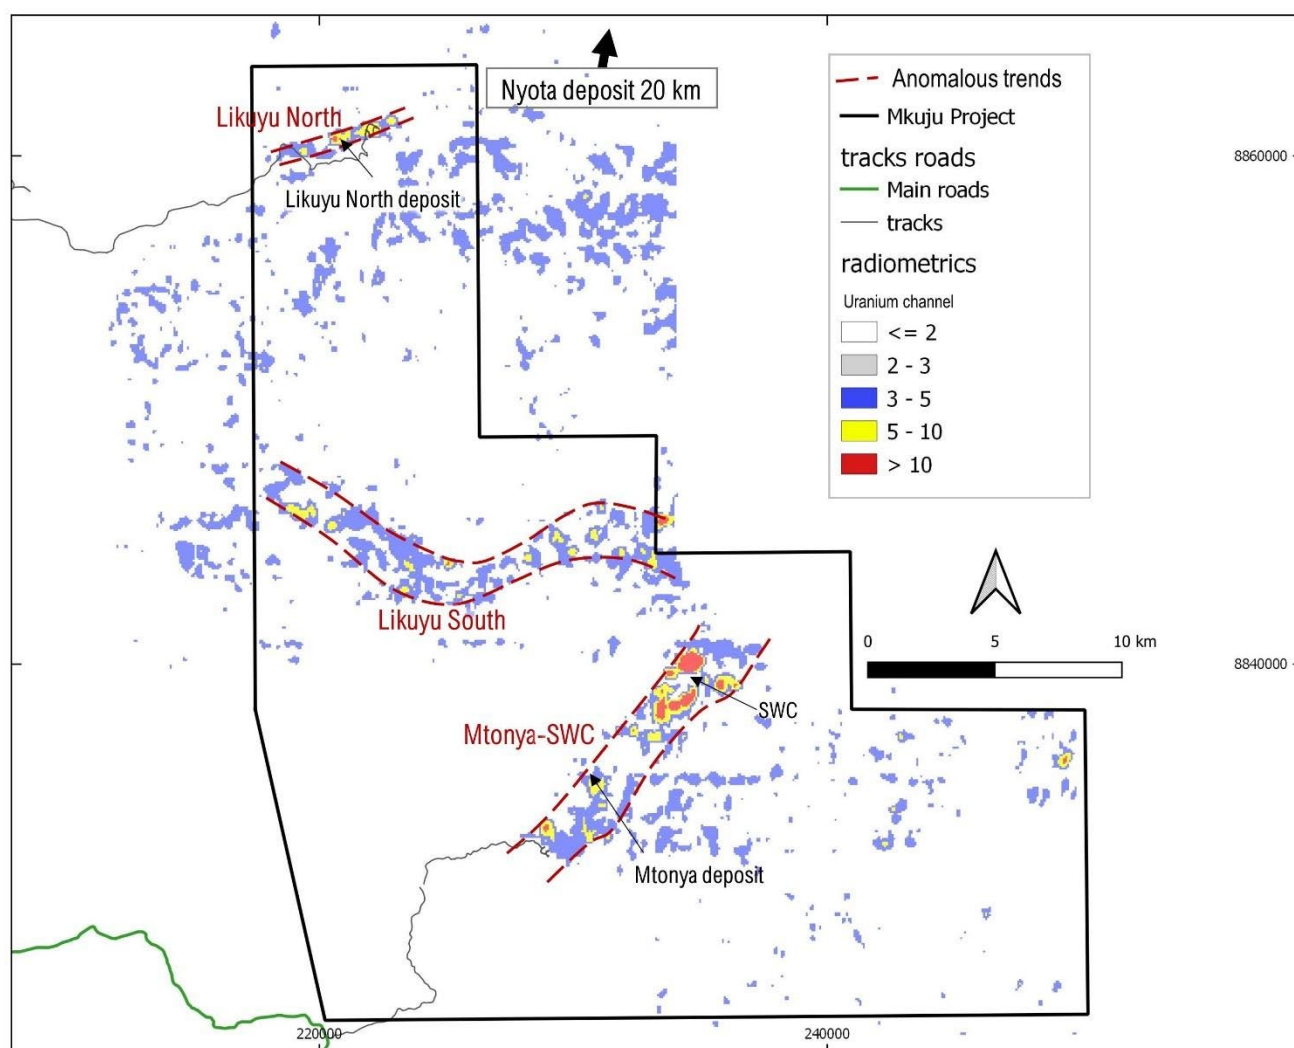 Nyota deposit 20 km
Likuyu North
Likuyu North deposit
Anomalous trends
Mkuju Project
tracks roads
Main roads
tracks
radiometrics
Uranium channel
<= 2
2 - 3
3 - 5
5 - 10
> 10
8860000
Likuyu South
0 5 10 km
8840000
SWC
Mtonya-SWC
Mtonya deposit
220000
240000